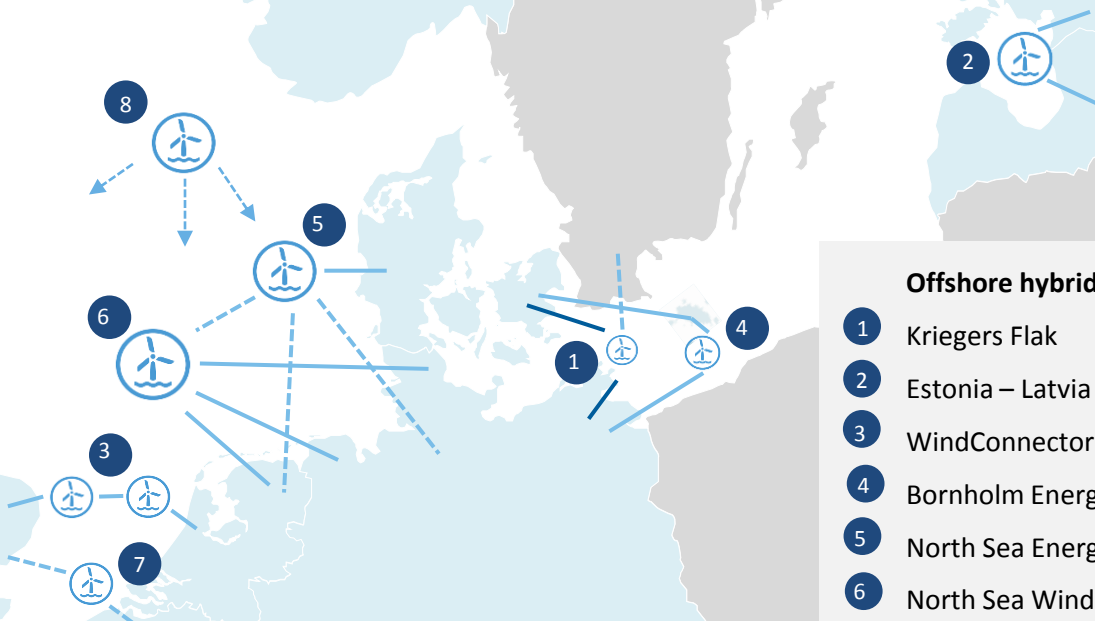 2
8
5
6
4
1
3
7
Offshore hybrid
1 Kriegers Flak
2 Estonia – Latvia
3 WindConnector
4 Bornholm Energ
5 North Sea Energ
6 North Sea Wind